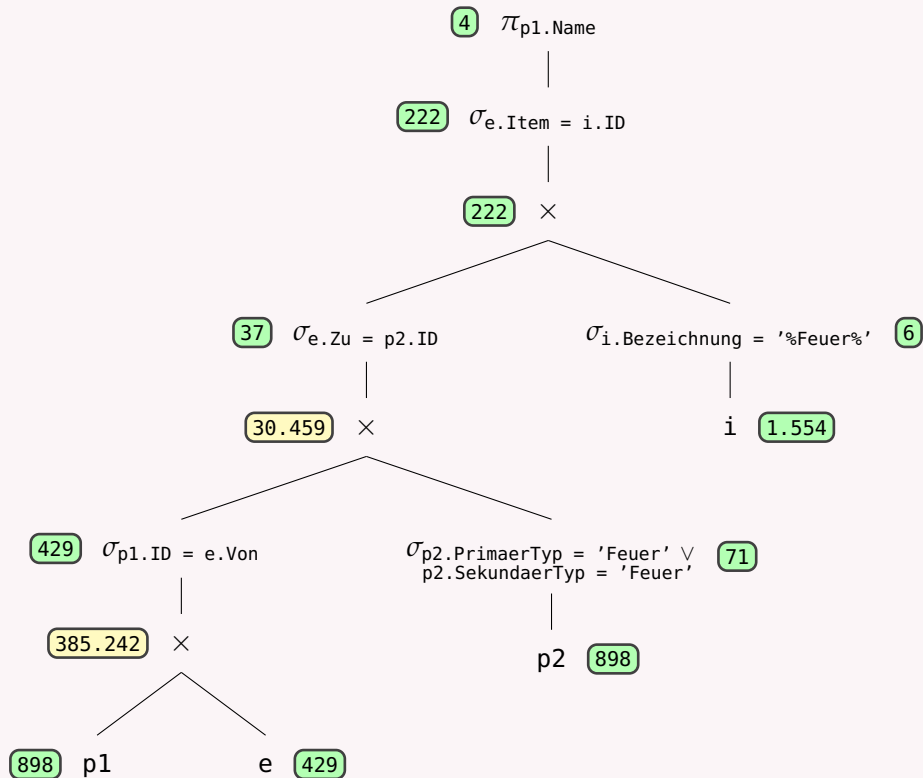 4 π p1.Name
222 σ e.Item = i.ID
222 ×
37 σ e.Zu = p2.ID
σ i.Bezeichnung = ’%Feuer%’ 6
30.459 ×
i 1.554
429 σ p1.ID = e.Von
σ p2.PrimaerTyp = ’Feuer’ ∨ 71
p2.SekundaerTyp = ’Feuer’
385.242 ×
p2 898
898 p1
e 429